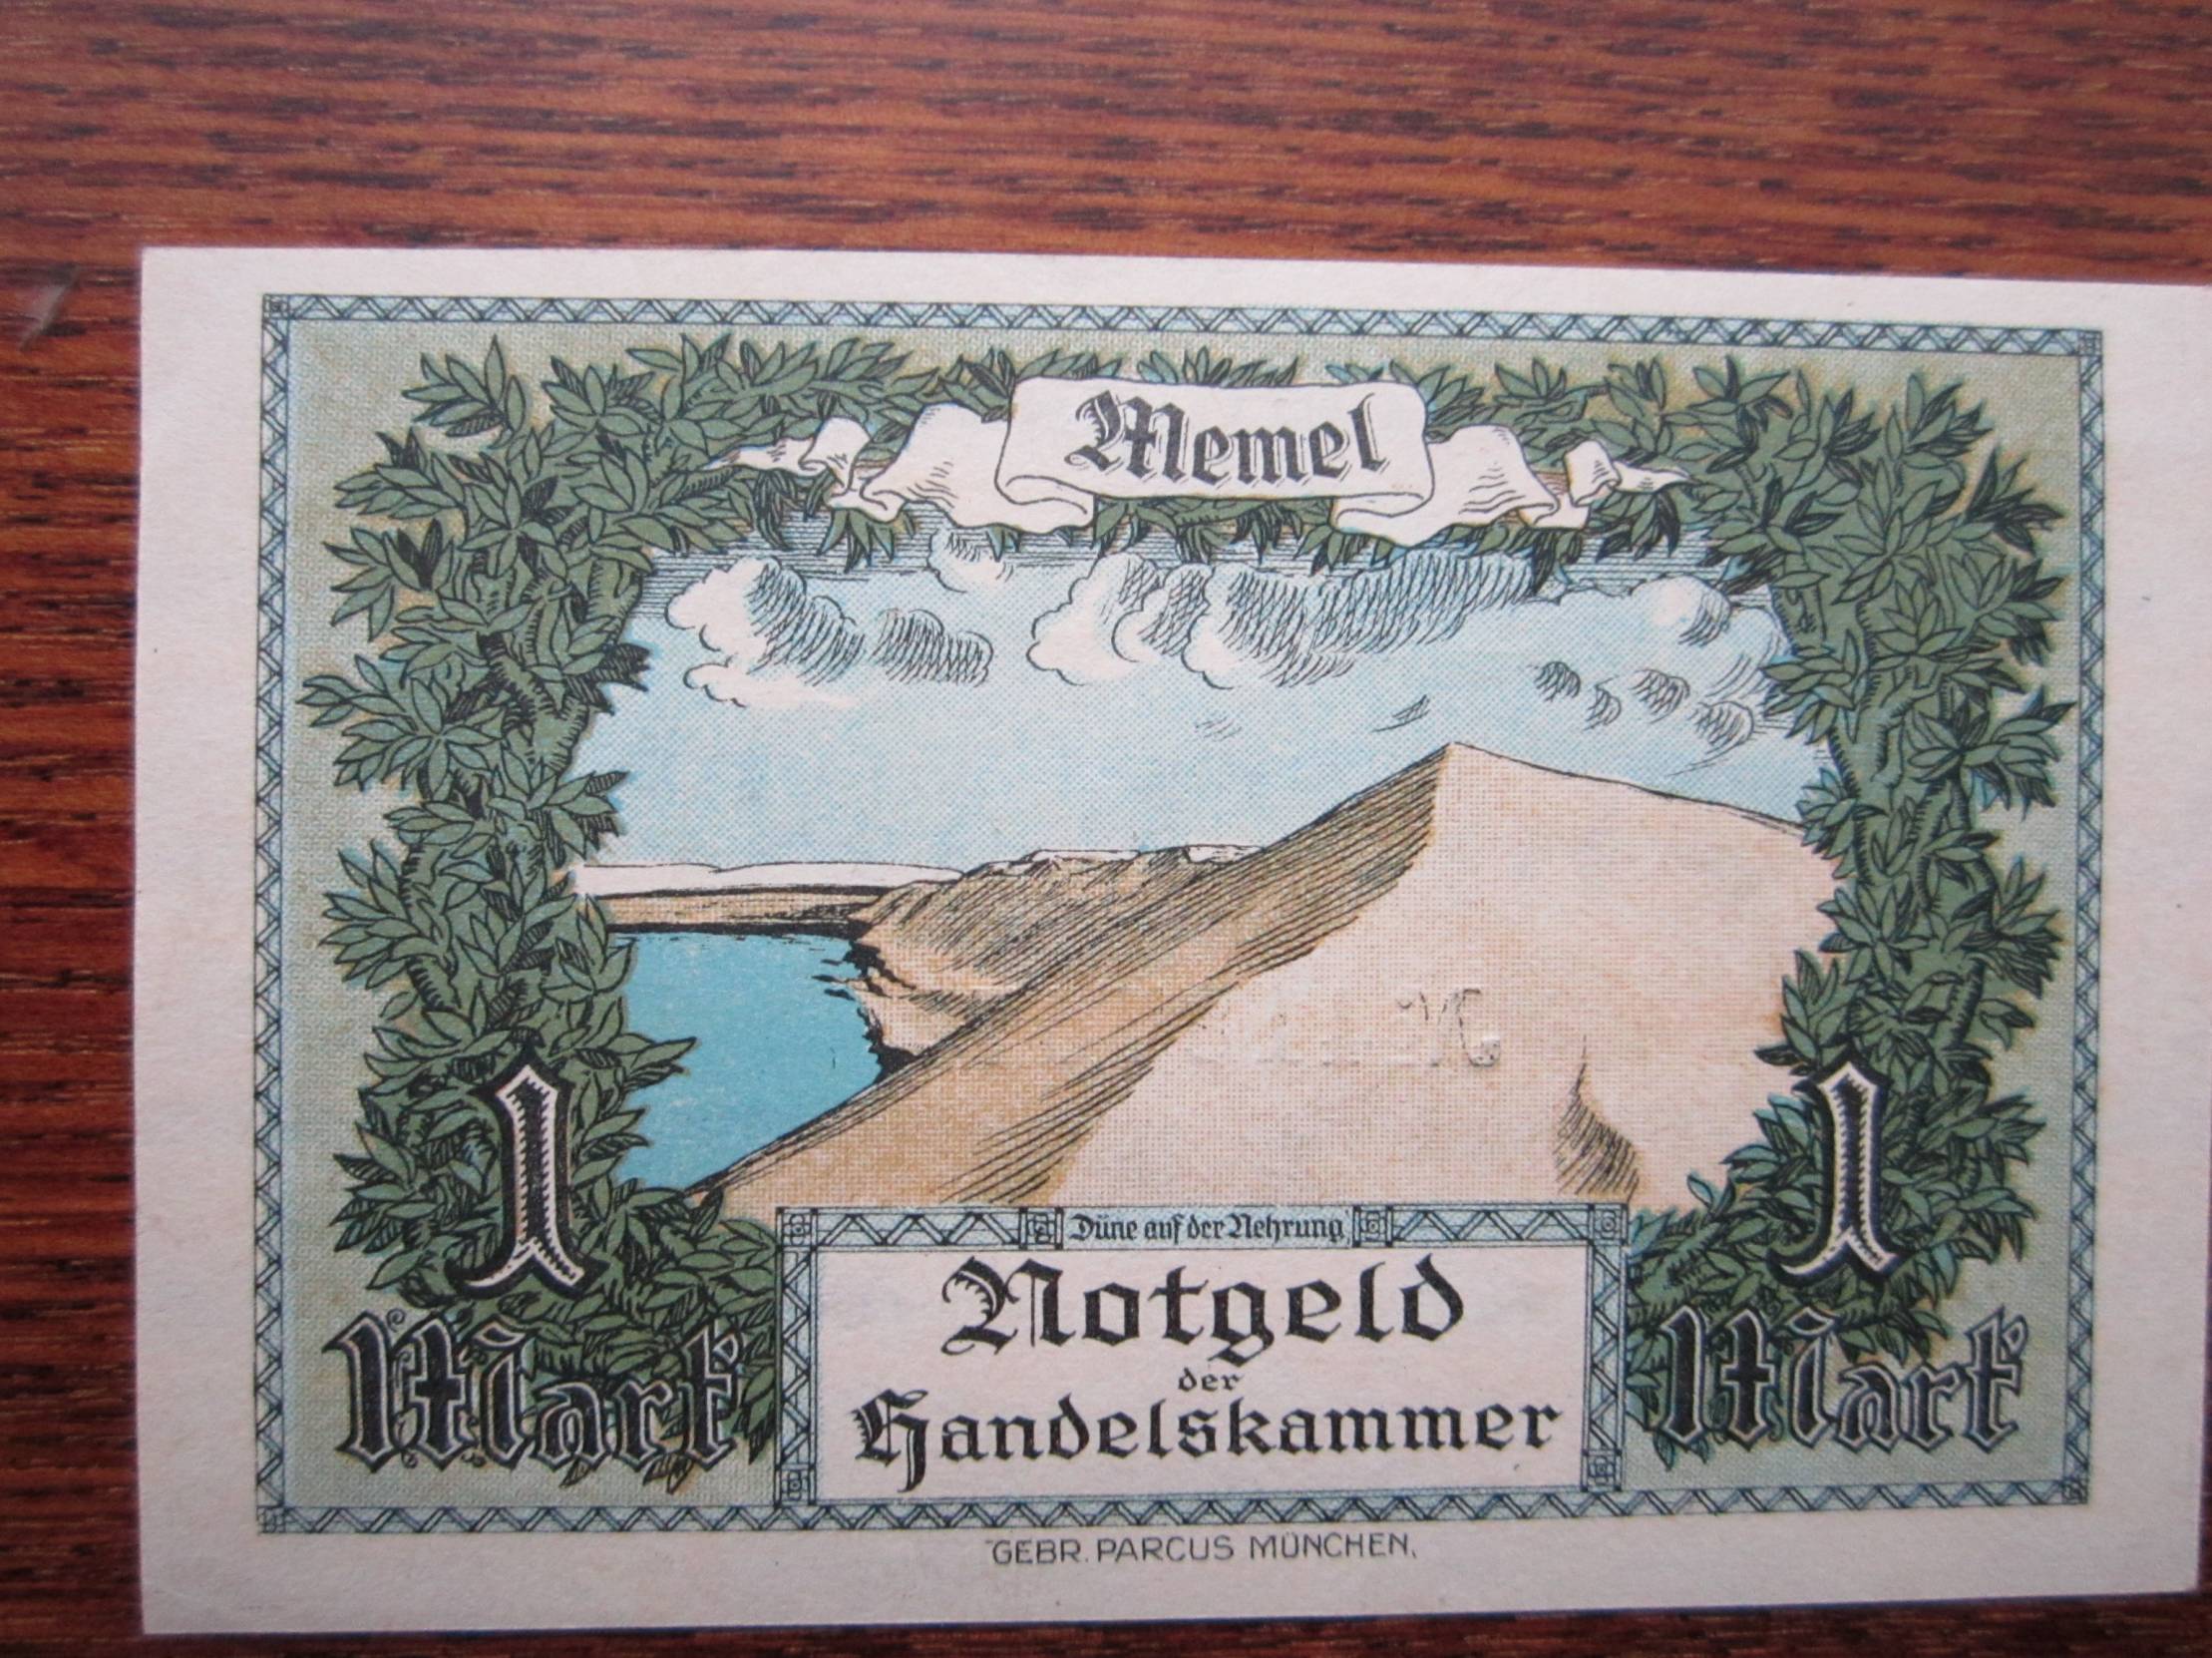 Memel
1
Mark
1
Mark
Düne auf der Nehrung
Notgeld
der
Handelskammer
GEBR. PARCUS MÜNCHEN.